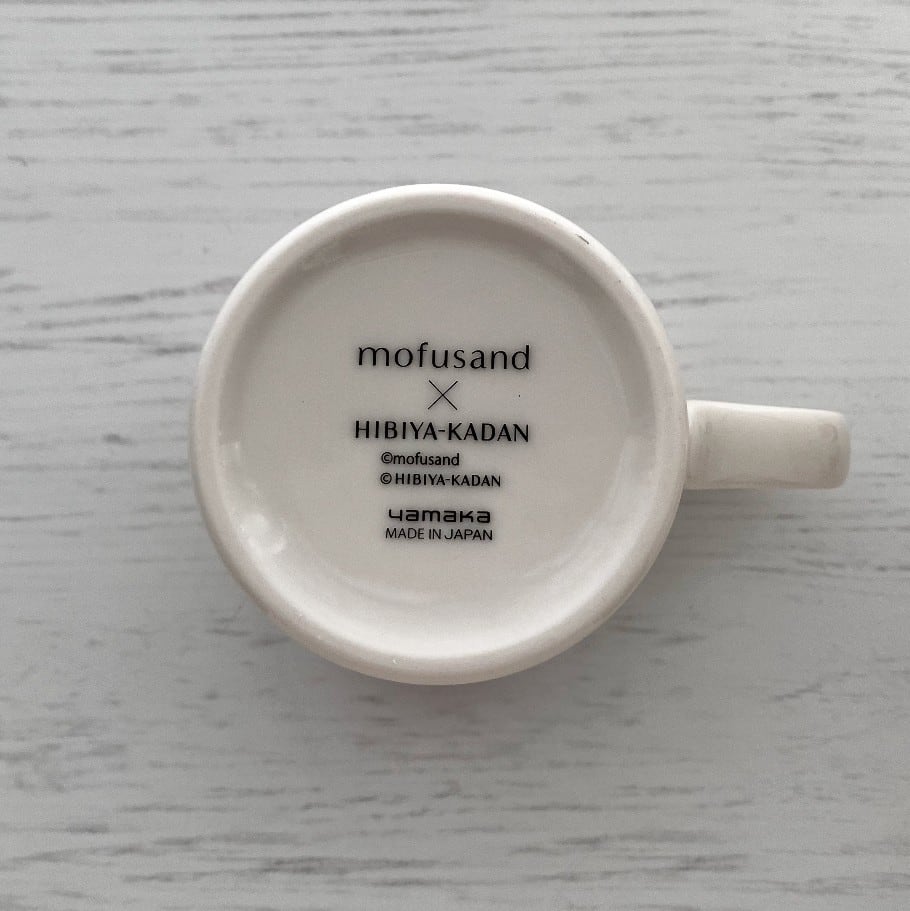 mofusand
×
HIBIYA-KADAN
©mofusand
©HIBIYA-KADAN
yamaka
MADE IN JAPAN